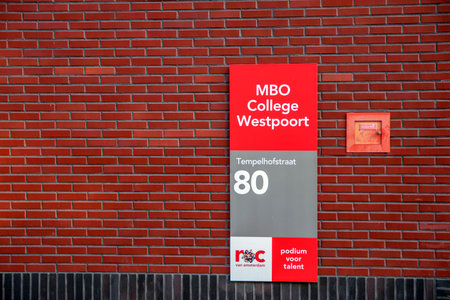 MBO
College
Westpoort
Tempelhofstraat
80
roc
van amsterdam
podium
voor
talent